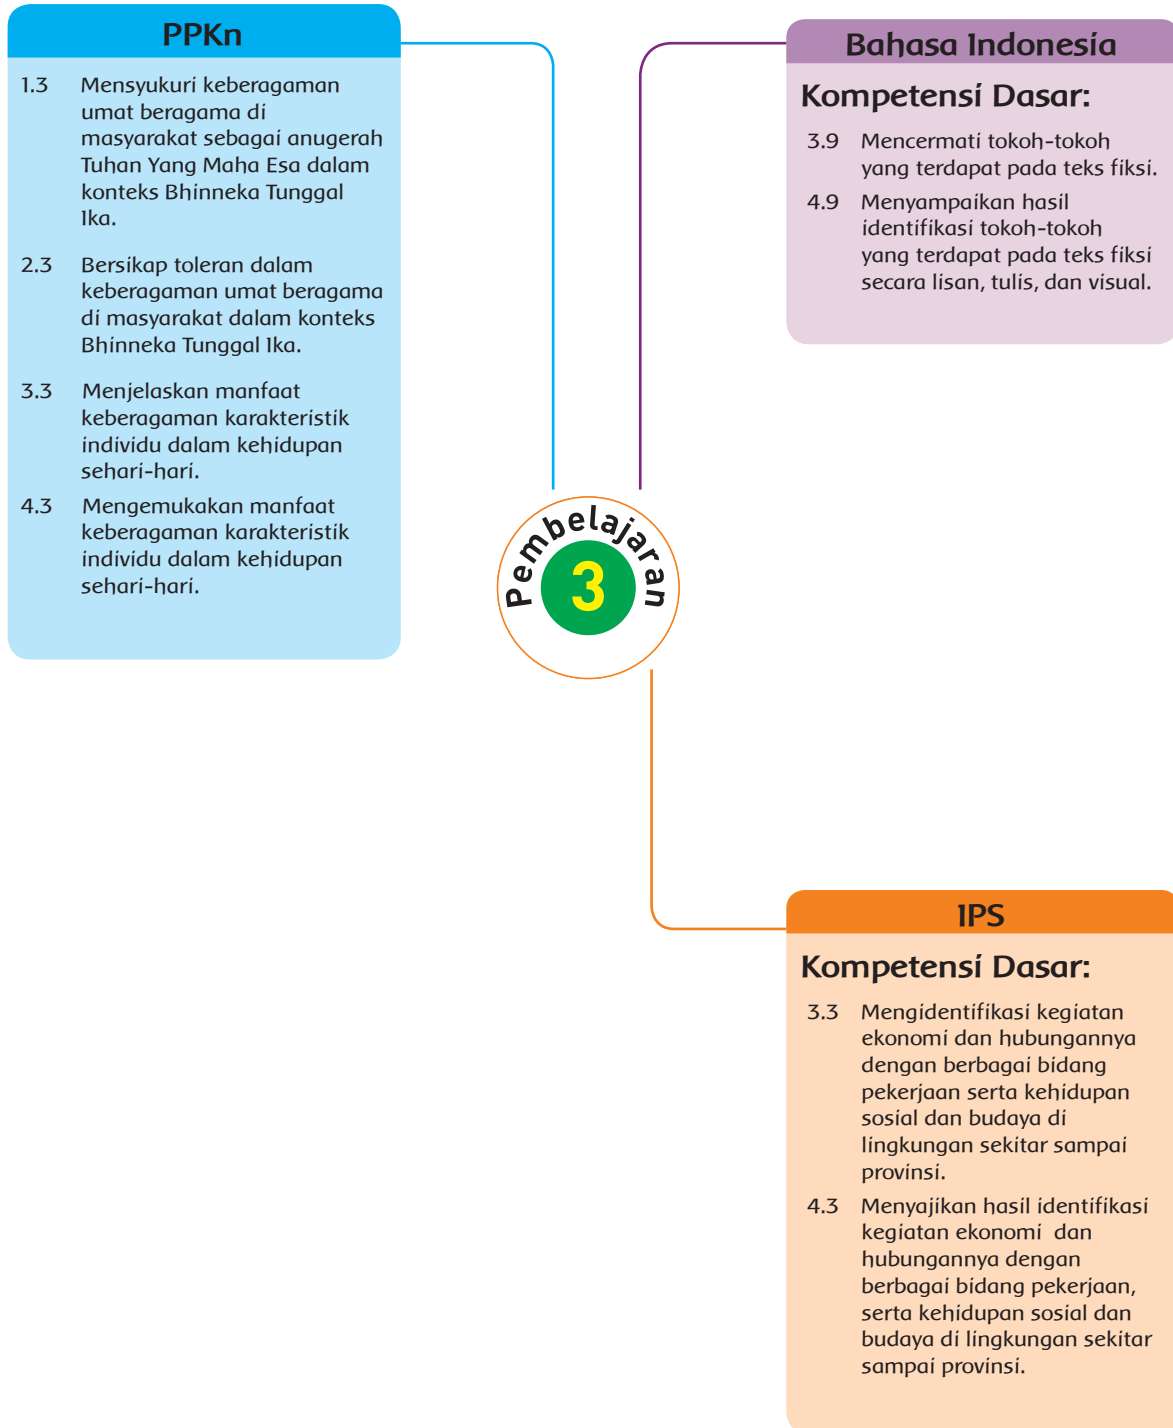 PPKn
1.3 Mensyukuri keberagaman
umat beragama di
masyarakat sebagai anugerah
Tuhan Yang Maha Esa dalam
konteks Bhinneka Tunggal
Ika.
2.3 Bersikap toleran dalam
keberagaman umat beragama
di masyarakat dalam konteks
Bhinneka Tunggal Ika.
3.3 Menjelaskan manfaat
keberagaman karakteristik
individu dalam kehidupan
sehari-hari.
4.3 Mengemukakan manfaat
keberagaman karakteristik
individu dalam kehidupan
sehari-hari.
Bahasa Indonesia
Kompetensi Dasar:
3.9 Mencermati tokoh-tokoh
yang terdapat pada teks fiksi.
4.9 Menyampaikan hasil
identifikasi tokoh-tokoh
yang terdapat pada teks fiksi
secara lisan, tulis, dan visual.
Pembelajaran
3
IPS
Kompetensi Dasar:
3.3 Mengidentifikasi kegiatan
ekonomi dan hubungannya
dengan berbagai bidang
pekerjaan serta kehidupan
sosial dan budaya di
lingkungan sekitar sampai
provinsi.
4.3 Menyajikan hasil identifikasi
kegiatan ekonomi dan
hubungannya dengan
berbagai bidang pekerjaan,
serta kehidupan sosial dan
budaya di lingkungan sekitar
sampai provinsi.